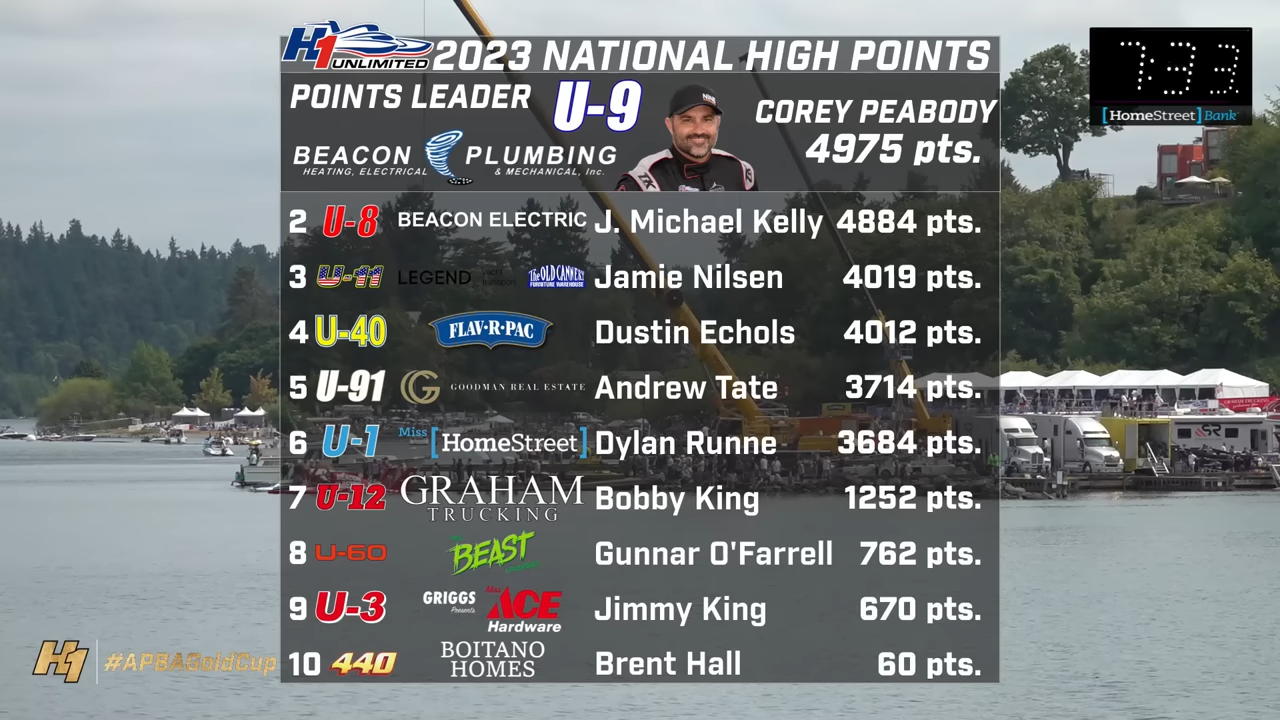 H1 UNLIMITED 2023 NATIONAL HIGH POINTS
7:33
[HomeStreet] Bank
POINTS LEADER U-9 COREY PEABODY
4975 pts.
BEACON PLUMBING
HEATING, ELECTRICAL & MECHANICAL, Inc.
2 U-8 BEACON ELECTRIC J. Michael Kelly 4884 pts.
3 U-11 LEGEND The OLD CANNERY FURNITURE WAREHOUSE Jamie Nilsen 4019 pts.
4 U-40 FLAV·R·PAC Dustin Echols 4012 pts.
5 U-91 G GOODMAN REAL ESTATE Andrew Tate 3714 pts.
6 U-1 Miss [HomeStreet] Dylan Runne 3684 pts.
7 U-12 GRAHAM TRUCKING Bobby King 1252 pts.
8 U-60 BEAST Gunnar O'Farrell 762 pts.
9 U-3 GRIGGS Presents Miss ACE Hardware Jimmy King 670 pts.
10 440 BOITANO HOMES Brent Hall 60 pts.
H1 #APBAGoldCup